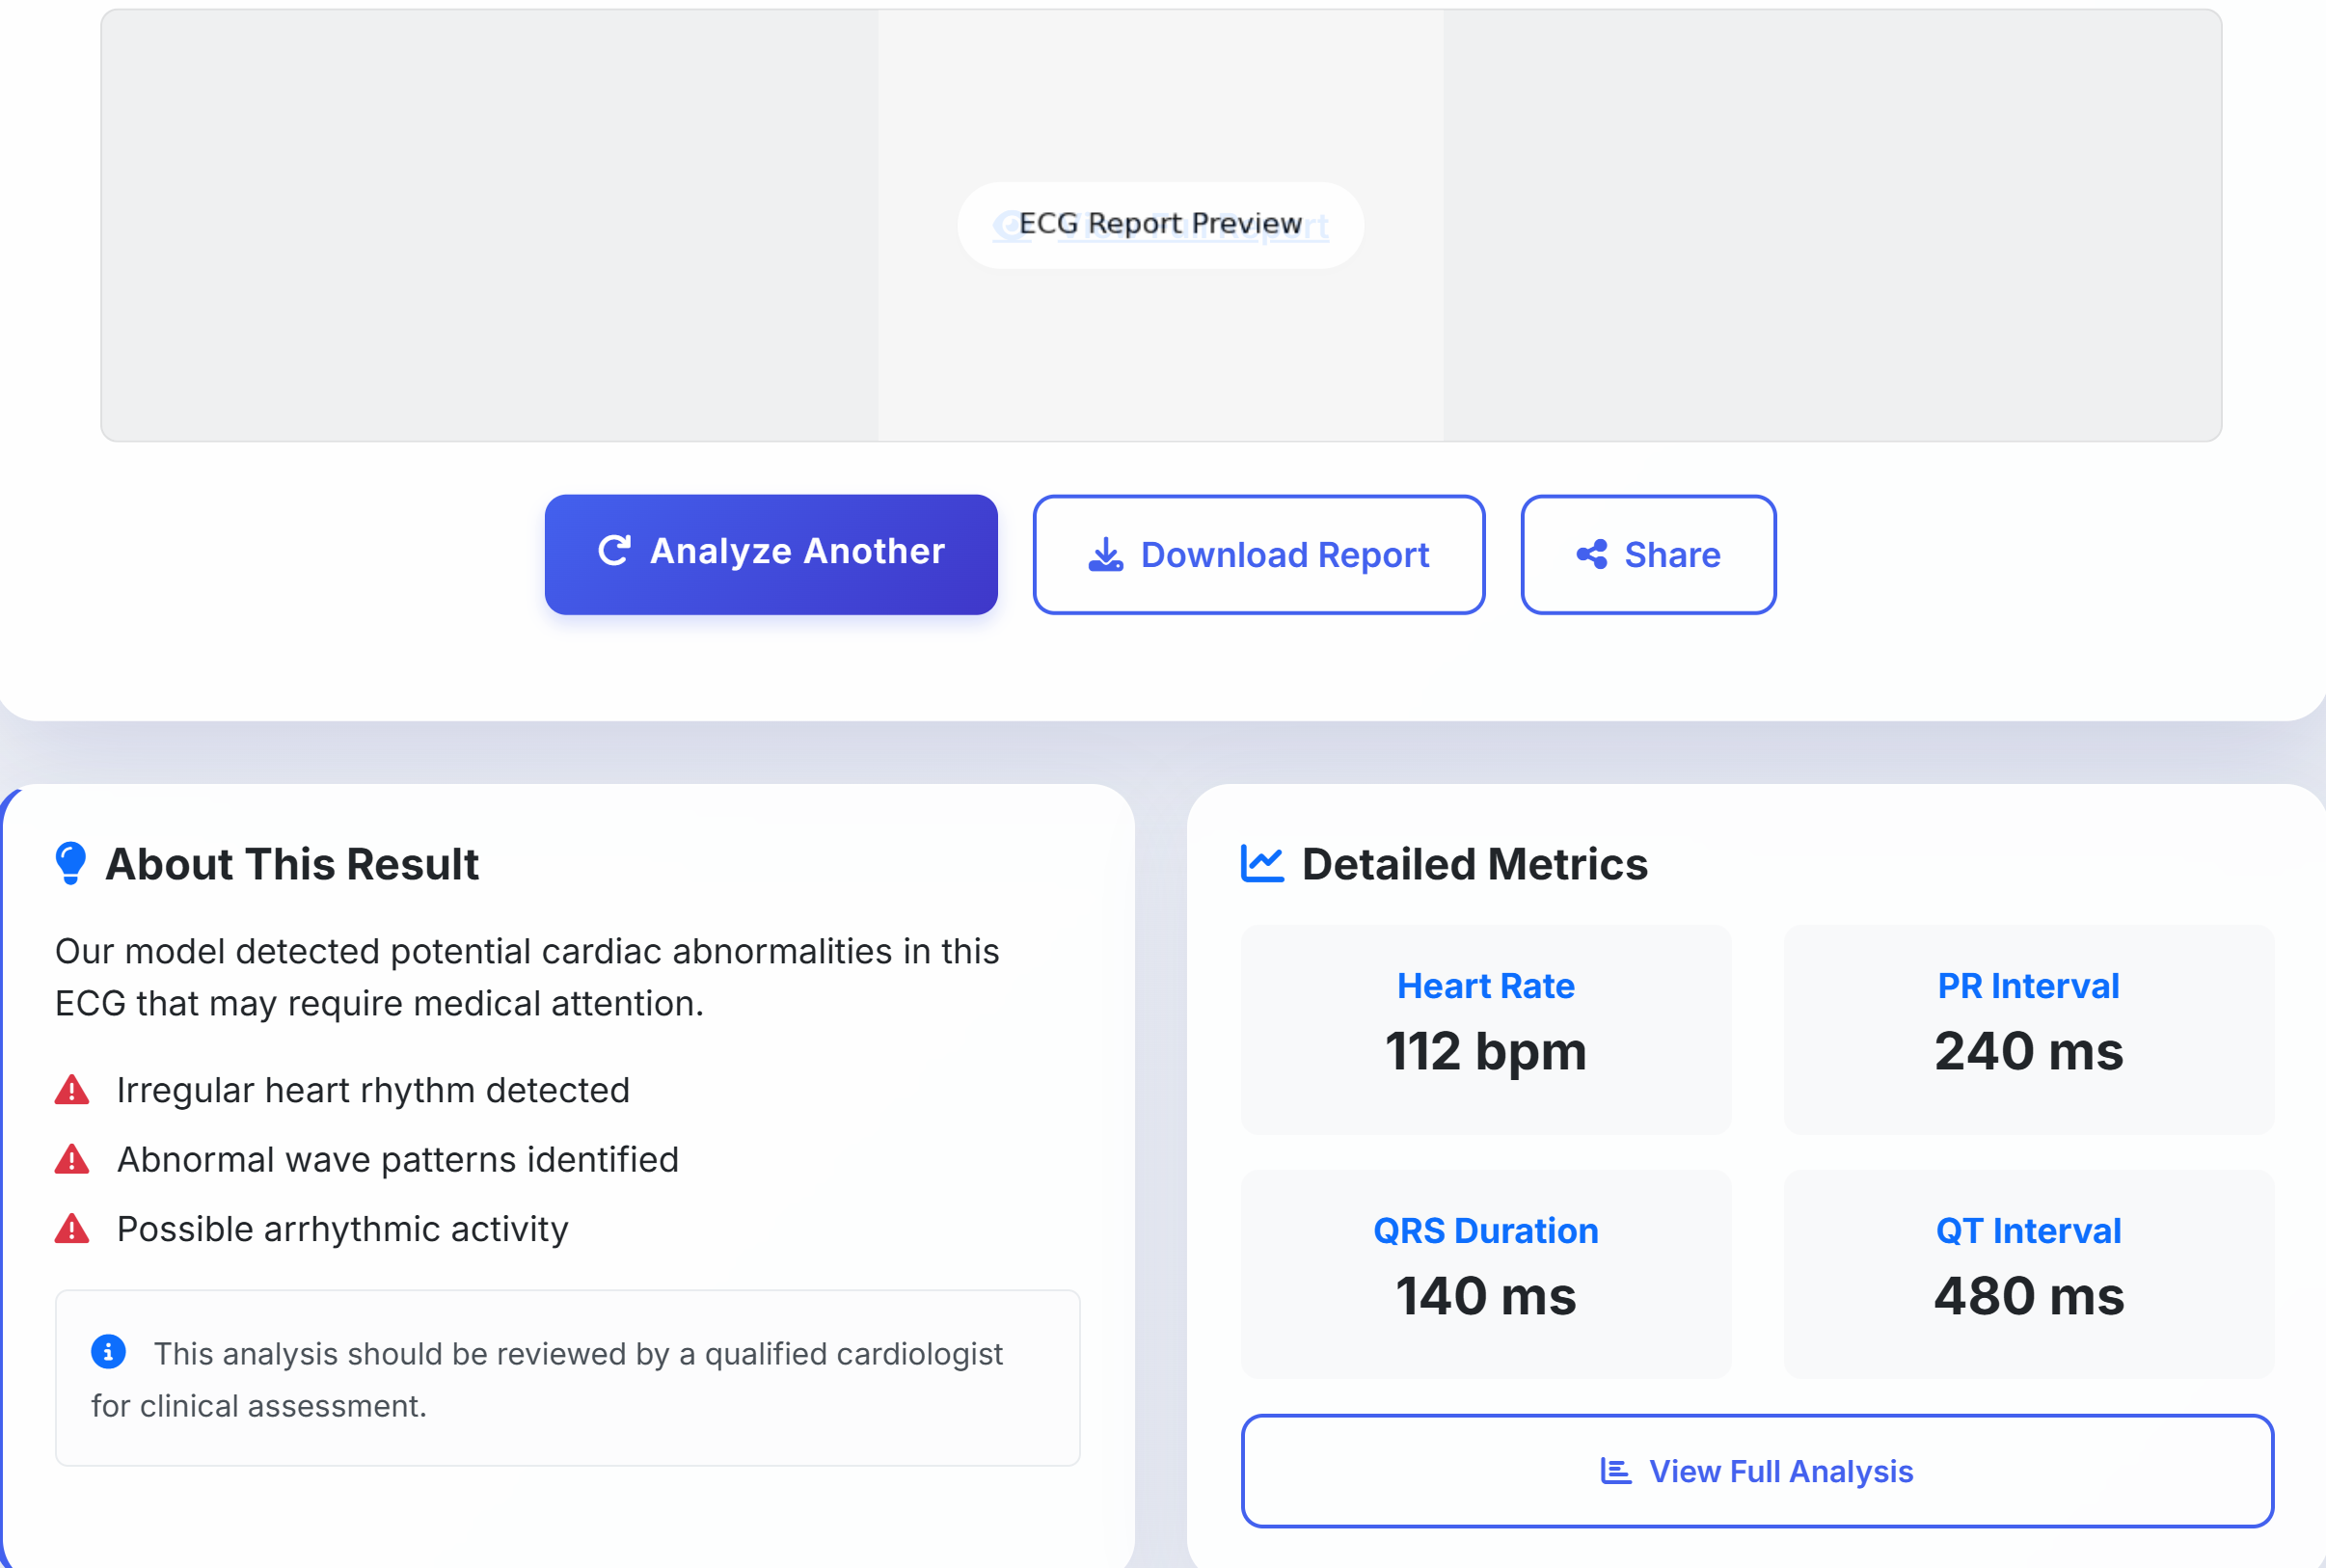 View Full Report
ECG Report Preview
Analyze Another
Download Report
Share
About This Result
Our model detected potential cardiac abnormalities in this
ECG that may require medical attention.
Irregular heart rhythm detected
Abnormal wave patterns identified
Possible arrhythmic activity
This analysis should be reviewed by a qualified cardiologist
for clinical assessment.
Detailed Metrics
Heart Rate
112 bpm
PR Interval
240 ms
QRS Duration
140 ms
QT Interval
480 ms
View Full Analysis